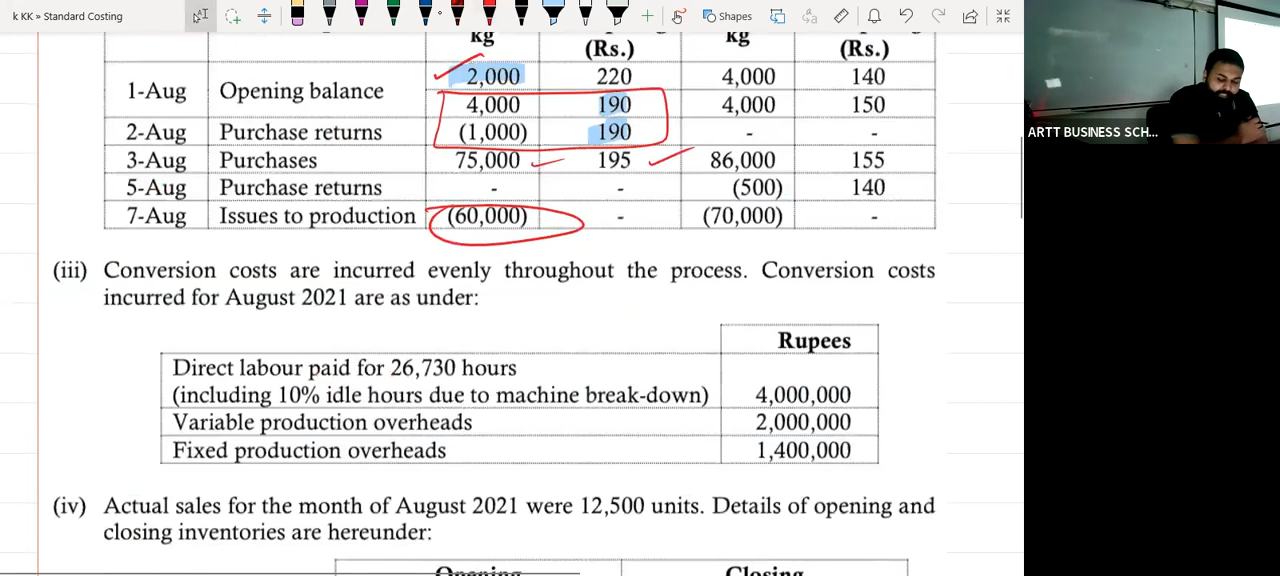 k KK » Standard Costing
Shapes
kg (Rs.) kg (Rs.)
1-Aug Opening balance 2,000 220 4,000 140
4,000 190 4,000 150
2-Aug Purchase returns (1,000) 190 - -
3-Aug Purchases 75,000 195 86,000 155
5-Aug Purchase returns - - (500) 140
7-Aug Issues to production (60,000) - (70,000) -
(iii) Conversion costs are incurred evenly throughout the process. Conversion costs
incurred for August 2021 are as under:
Rupees
Direct labour paid for 26,730 hours
(including 10% idle hours due to machine break-down) 4,000,000
Variable production overheads 2,000,000
Fixed production overheads 1,400,000
(iv) Actual sales for the month of August 2021 were 12,500 units. Details of opening and
closing inventories are hereunder:
Opening Closing
ARTT BUSINESS SCH...